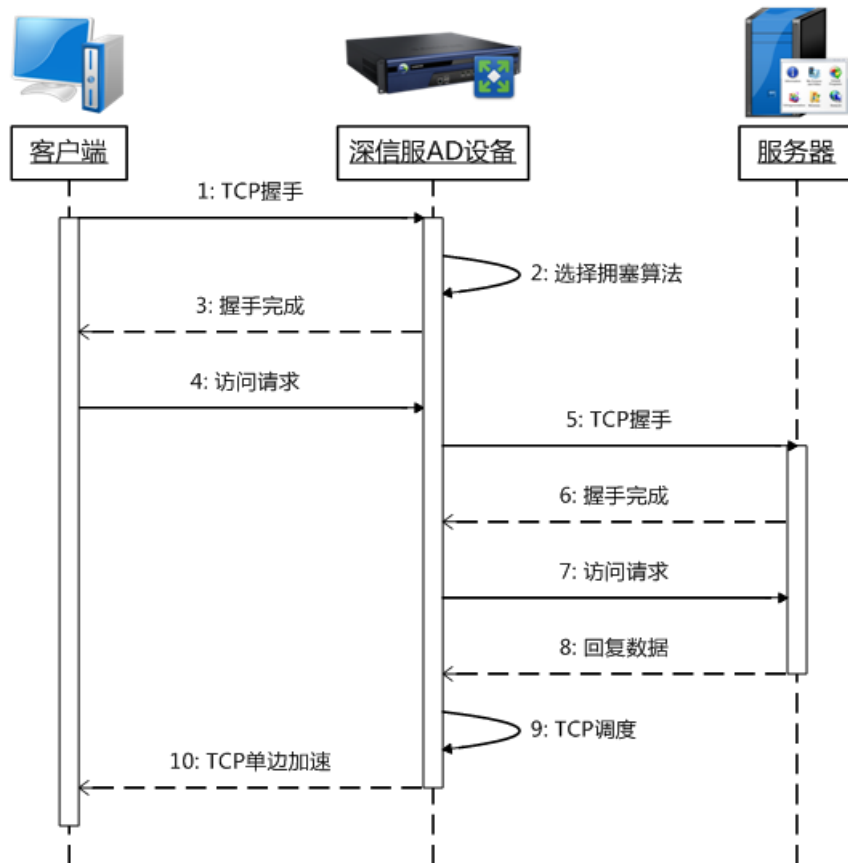 客户端
深信服AD设备
服务器
1: TCP握手
2: 选择拥塞算法
3: 握手完成
4: 访问请求
5: TCP握手
6: 握手完成
7: 访问请求
8: 回复数据
9: TCP调度
10: TCP单边加速